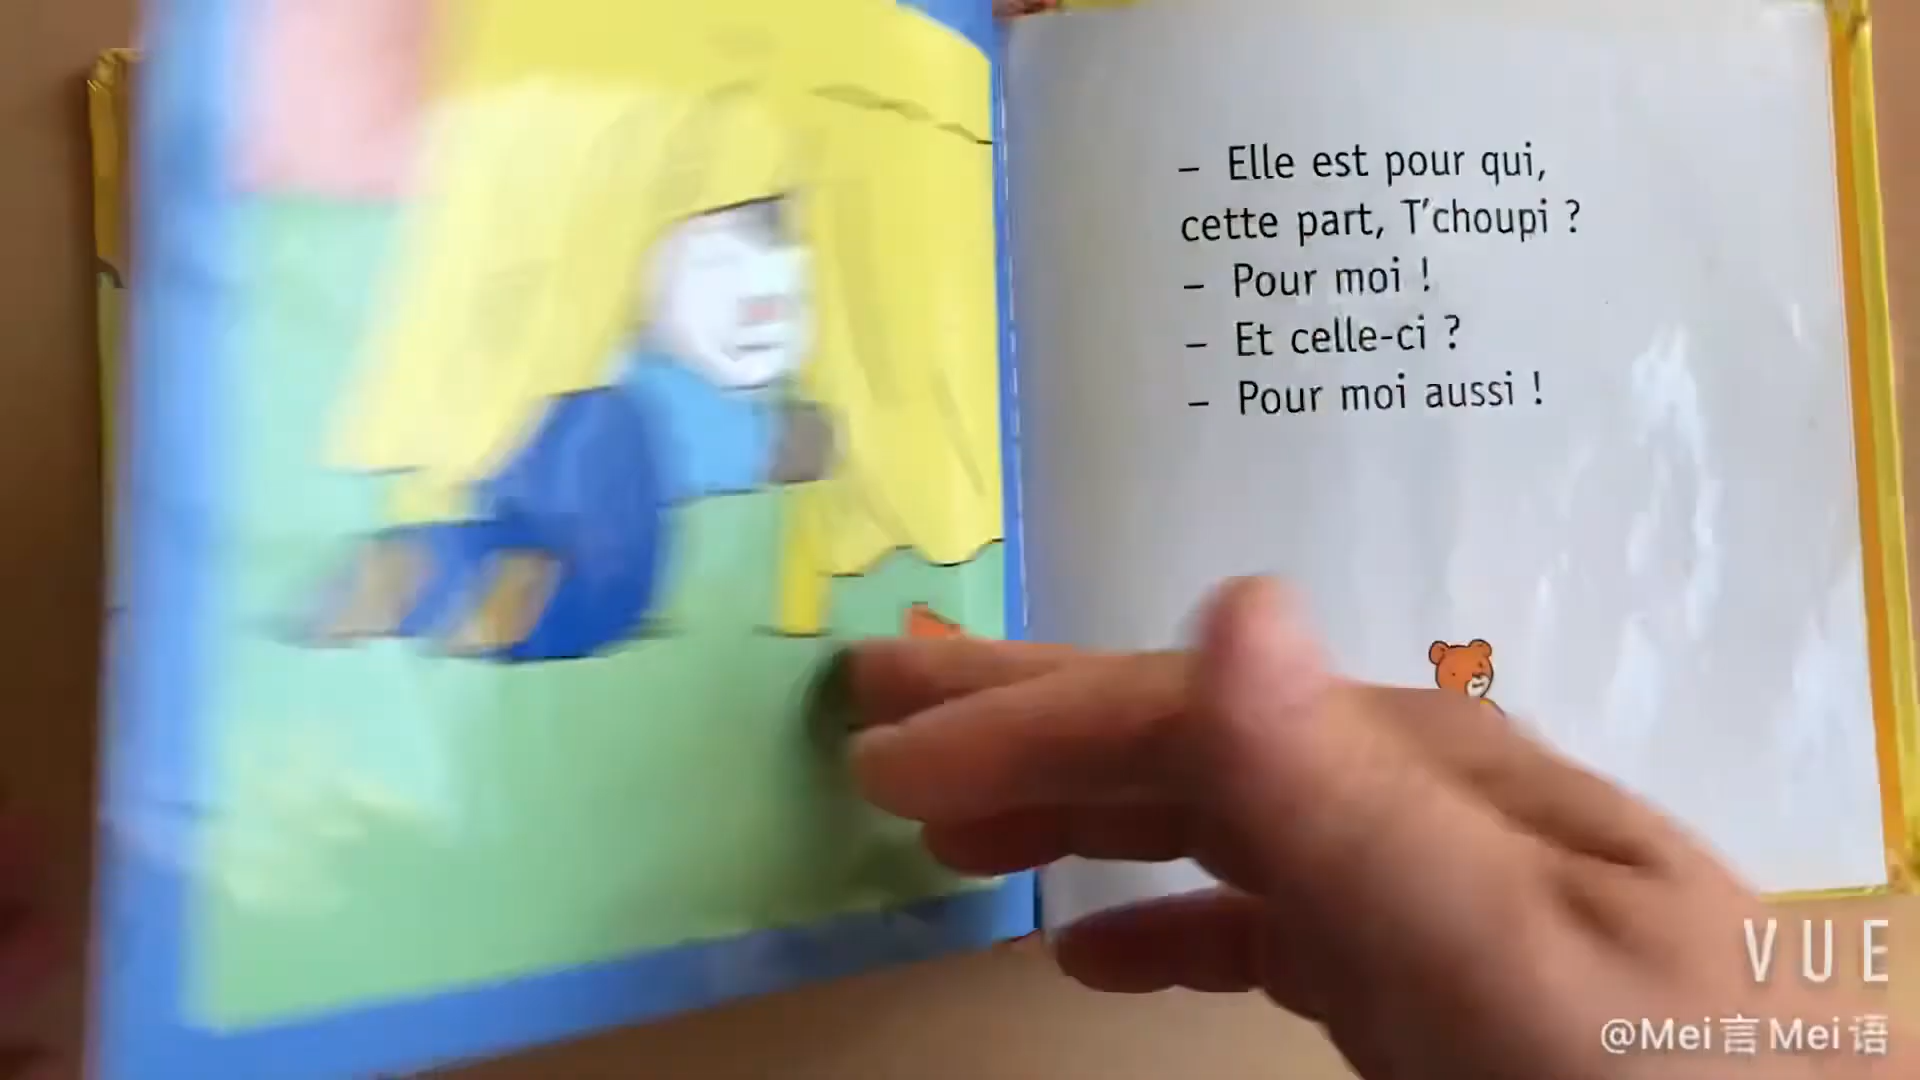 – Elle est pour qui,
cette part, T'choupi ?
– Pour moi !
– Et celle-ci ?
– Pour moi aussi !
VUE
@Mei言Mei语